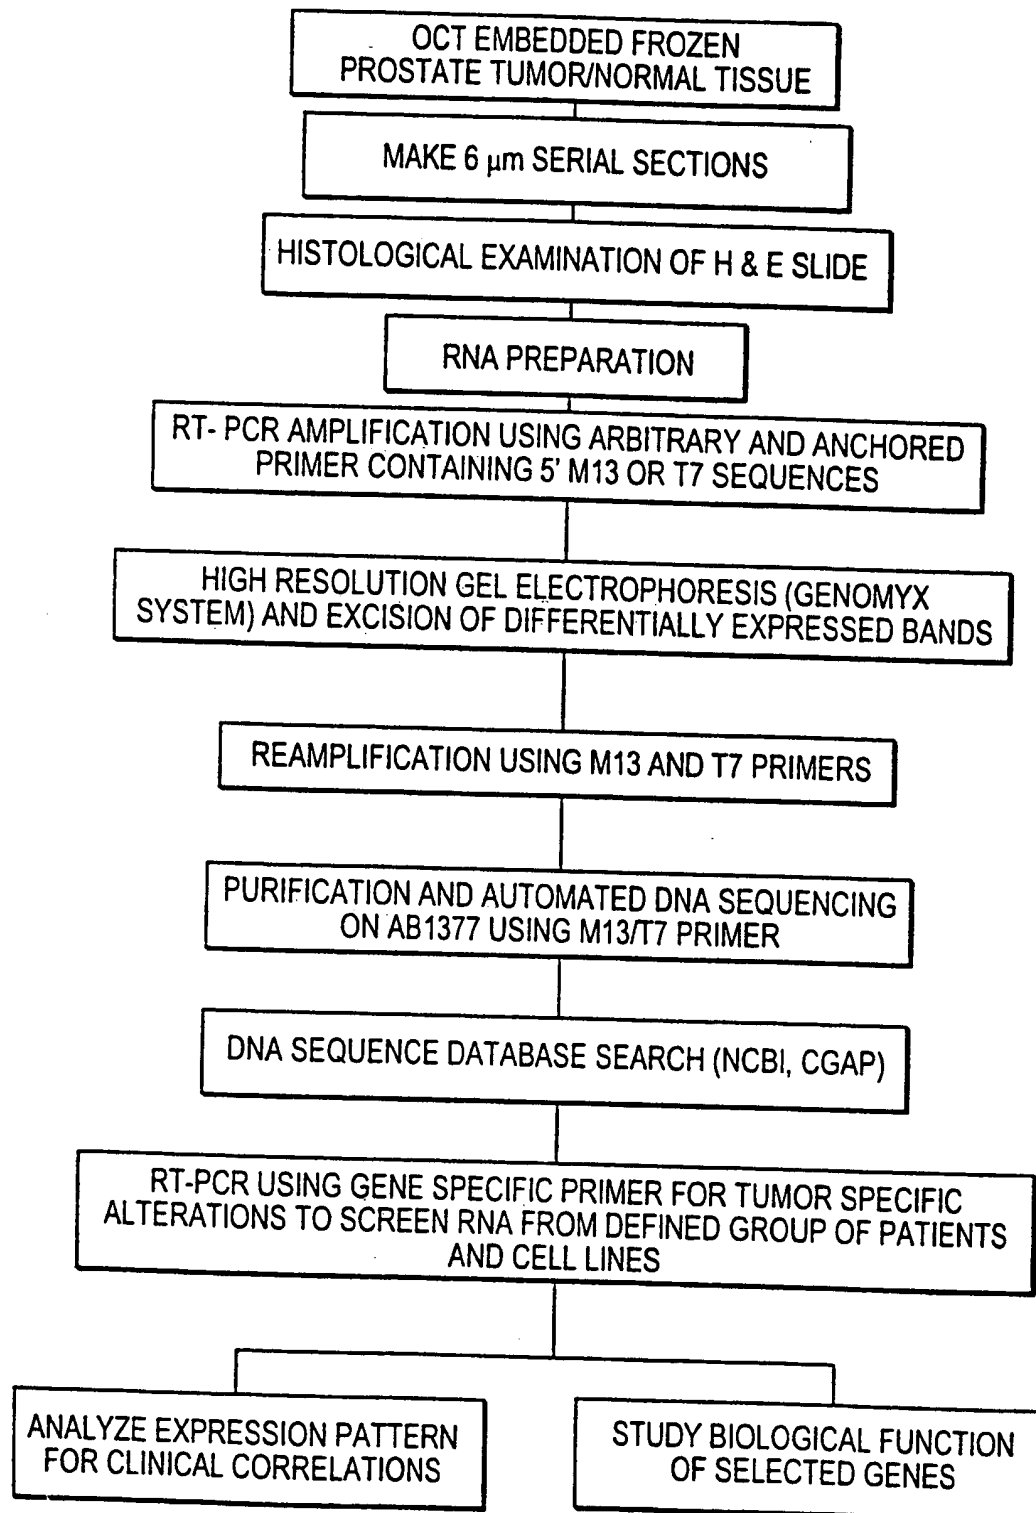 OCT EMBEDDED FROZEN
PROSTATE TUMOR/NORMAL TISSUE
MAKE 6 µm SERIAL SECTIONS
HISTOLOGICAL EXAMINATION OF H & E SLIDE
RNA PREPARATION
RT- PCR AMPLIFICATION USING ARBITRARY AND ANCHORED
PRIMER CONTAINING 5' M13 OR T7 SEQUENCES
HIGH RESOLUTION GEL ELECTROPHORESIS (GENOMYX
SYSTEM) AND EXCISION OF DIFFERENTIALLY EXPRESSED BANDS
REAMPLIFICATION USING M13 AND T7 PRIMERS
PURIFICATION AND AUTOMATED DNA SEQUENCING
ON AB1377 USING M13/T7 PRIMER
DNA SEQUENCE DATABASE SEARCH (NCBI, CGAP)
RT-PCR USING GENE SPECIFIC PRIMER FOR TUMOR SPECIFIC
ALTERATIONS TO SCREEN RNA FROM DEFINED GROUP OF PATIENTS
AND CELL LINES
ANALYZE EXPRESSION PATTERN
FOR CLINICAL CORRELATIONS
STUDY BIOLOGICAL FUNCTION
OF SELECTED GENES